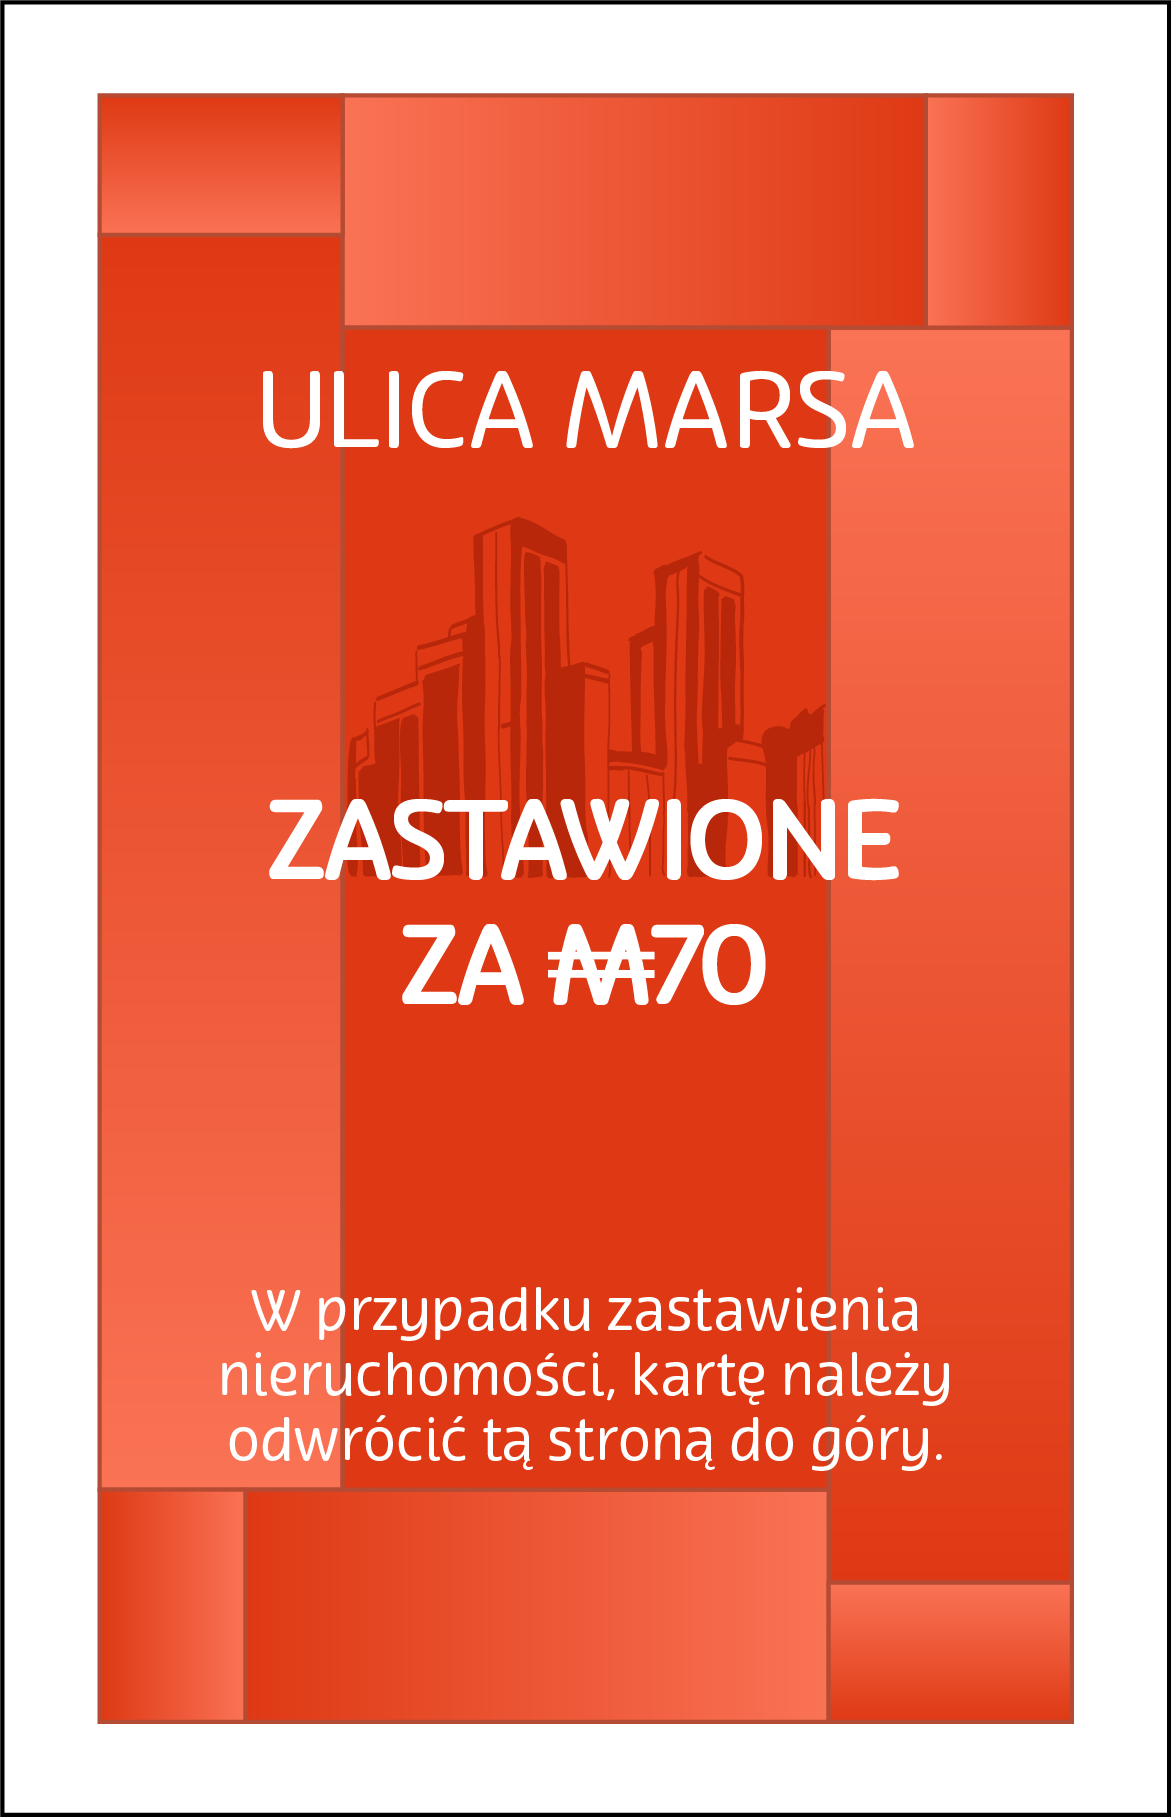 ULICA MARSA
ZASTAWIONE
ZA ₩70
W przypadku zastawienia
nieruchomości, kartę należy
odwrócić tą stroną do góry.